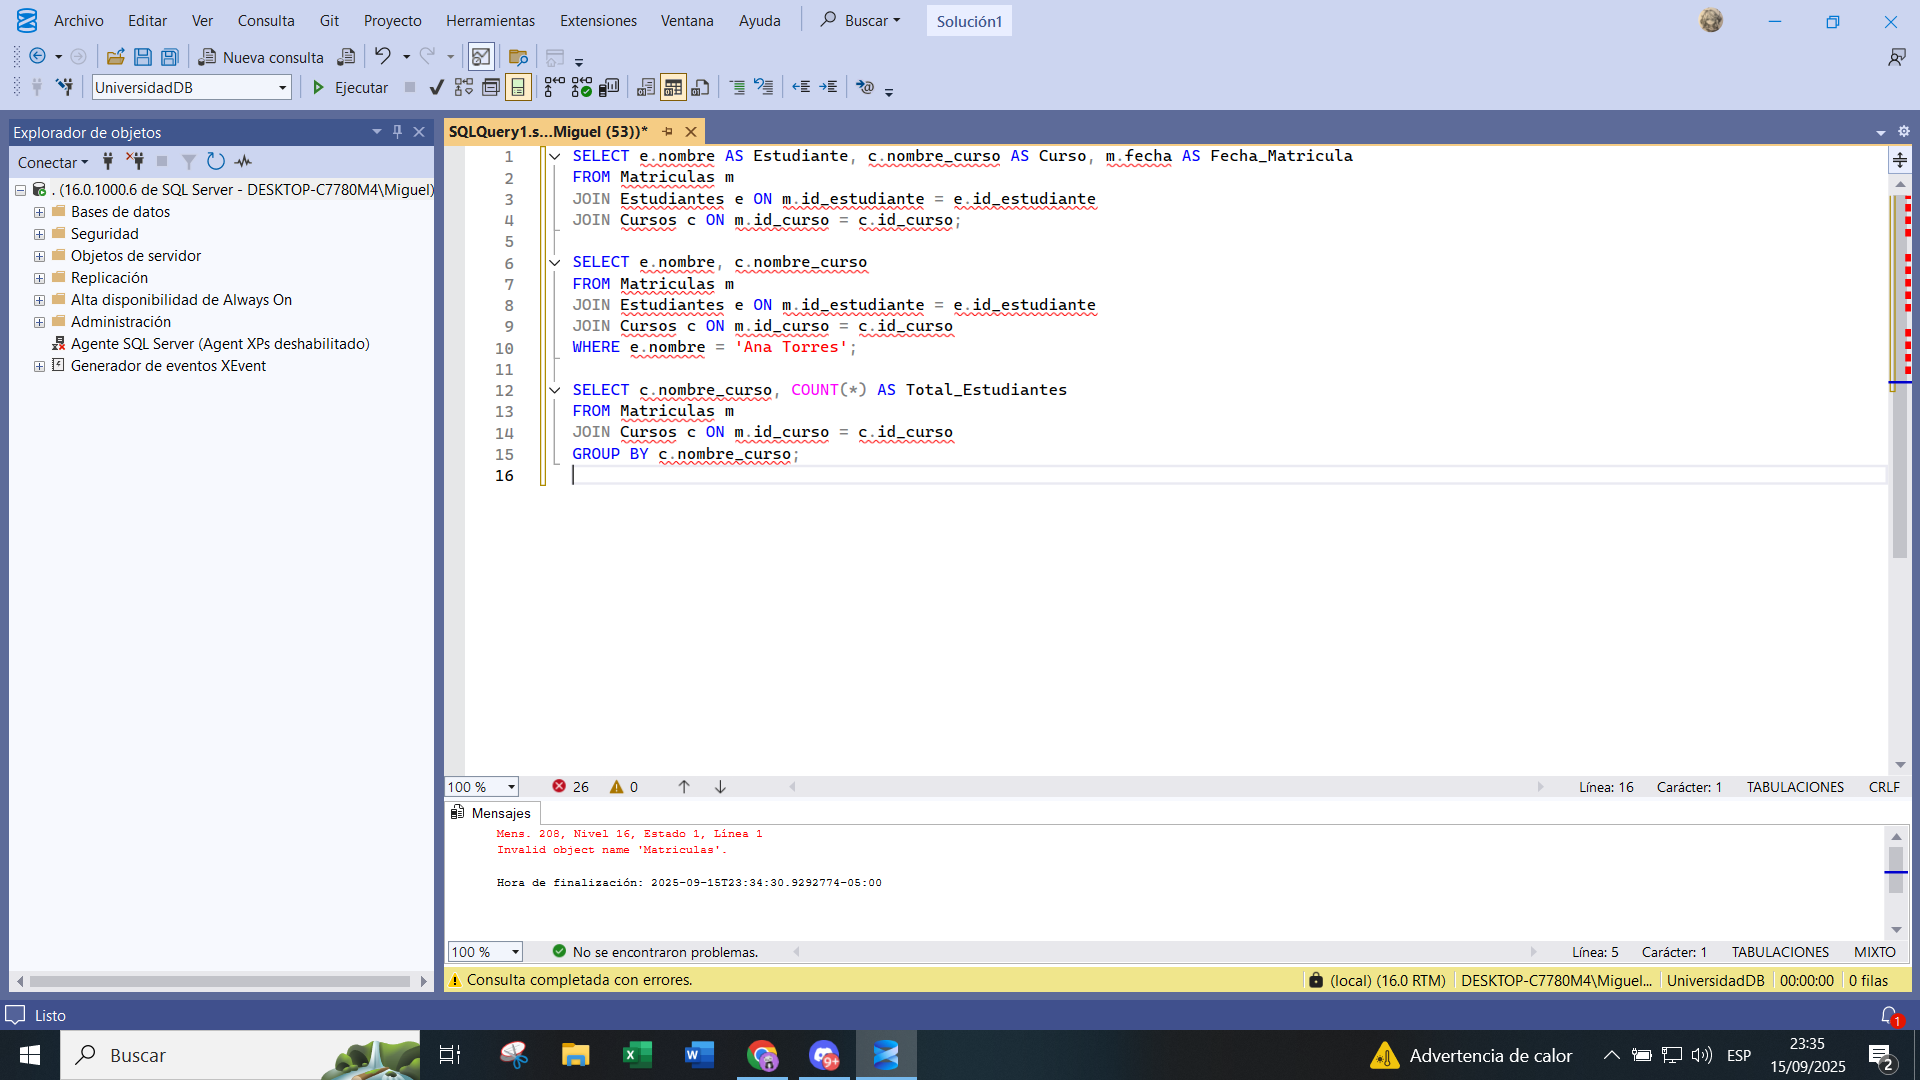 Archivo Editar Ver Consulta Git Proyecto Herramientas Extensiones Ventana Ayuda Buscar Solución1
Nueva consulta
UniversidadDB Ejecutar
Explorador de objetos
Conectar
. (16.0.1000.6 de SQL Server - DESKTOP-C7780M4\Miguel)
Bases de datos
Seguridad
Objetos de servidor
Replicación
Alta disponibilidad de Always On
Administración
Agente SQL Server (Agent XPs deshabilitado)
Generador de eventos XEvent
SQLQuery1.s...Miguel (53))*
1 SELECT e.nombre AS Estudiante, c.nombre_curso AS Curso, m.fecha AS Fecha_Matricula
2 FROM Matriculas m
3 JOIN Estudiantes e ON m.id_estudiante = e.id_estudiante
4 JOIN Cursos c ON m.id_curso = c.id_curso;
5
6 SELECT e.nombre, c.nombre_curso
7 FROM Matriculas m
8 JOIN Estudiantes e ON m.id_estudiante = e.id_estudiante
9 JOIN Cursos c ON m.id_curso = c.id_curso
10 WHERE e.nombre = 'Ana Torres';
11
12 SELECT c.nombre_curso, COUNT(*) AS Total_Estudiantes
13 FROM Matriculas m
14 JOIN Cursos c ON m.id_curso = c.id_curso
15 GROUP BY c.nombre_curso;
16
100 % 26 0 Línea: 16 Carácter: 1 TABULACIONES CRLF
Mensajes
Mens. 208, Nivel 16, Estado 1, Línea 1
Invalid object name 'Matriculas'.
Hora de finalización: 2025-09-15T23:34:30.9292774-05:00
100 % No se encontraron problemas. Línea: 5 Carácter: 1 TABULACIONES MIXTO
Consulta completada con errores. (local) (16.0 RTM) DESKTOP-C7780M4\Miguel... UniversidadDB 00:00:00 0 filas
Listo 1
Buscar 9+ Advertencia de calor ESP 23:35
15/09/2025 2